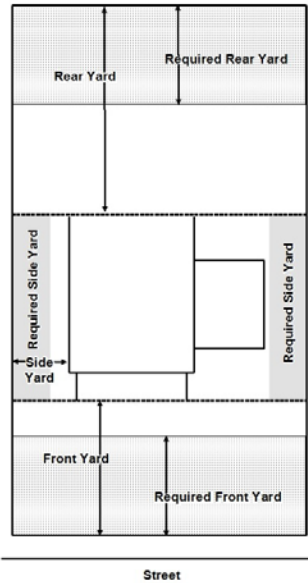 Required Rear Yard
Rear Yard
Required Side Yard
Required Side Yard
Side
Yard
Front Yard
Required Front Yard
Street